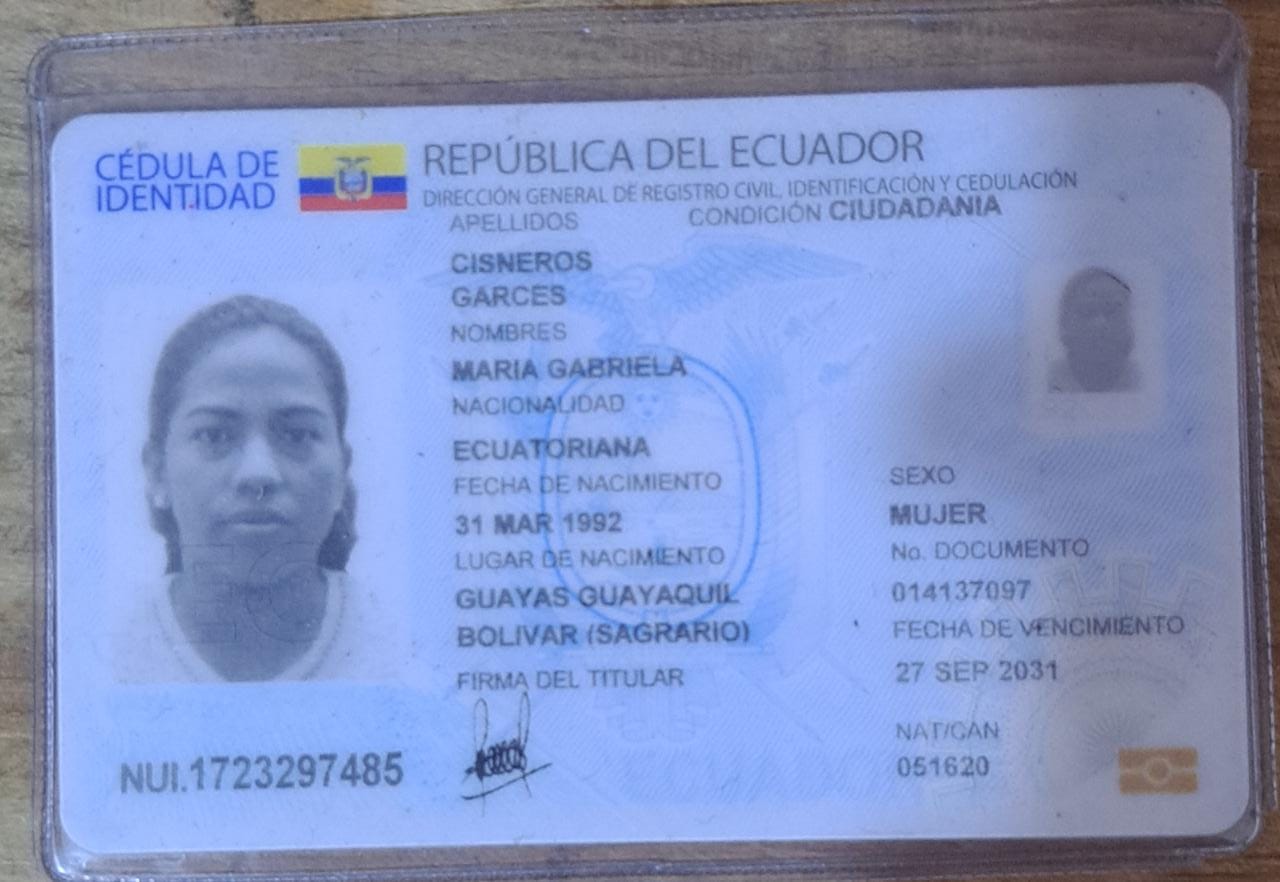 CÉDULA DE
IDENTIDAD
REPÚBLICA DEL ECUADOR
DIRECCIÓN GENERAL DE REGISTRO CIVIL, IDENTIFICACIÓN Y CEDULACIÓN
APELLIDOS
CONDICIÓN CIUDADANIA
CISNEROS
GARCES
NOMBRES
MARIA GABRIELA
NACIONALIDAD
ECUATORIANA
FECHA DE NACIMIENTO
31 MAR 1992
LUGAR DE NACIMIENTO
GUAYAS GUAYAQUIL
BOLIVAR (SAGRARIO)
FIRMA DEL TITULAR
SEXO
MUJER
No. DOCUMENTO
014137097
FECHA DE VENCIMIENTO
27 SEP 2031
NAT/CAN
051620
NUI.1723297485